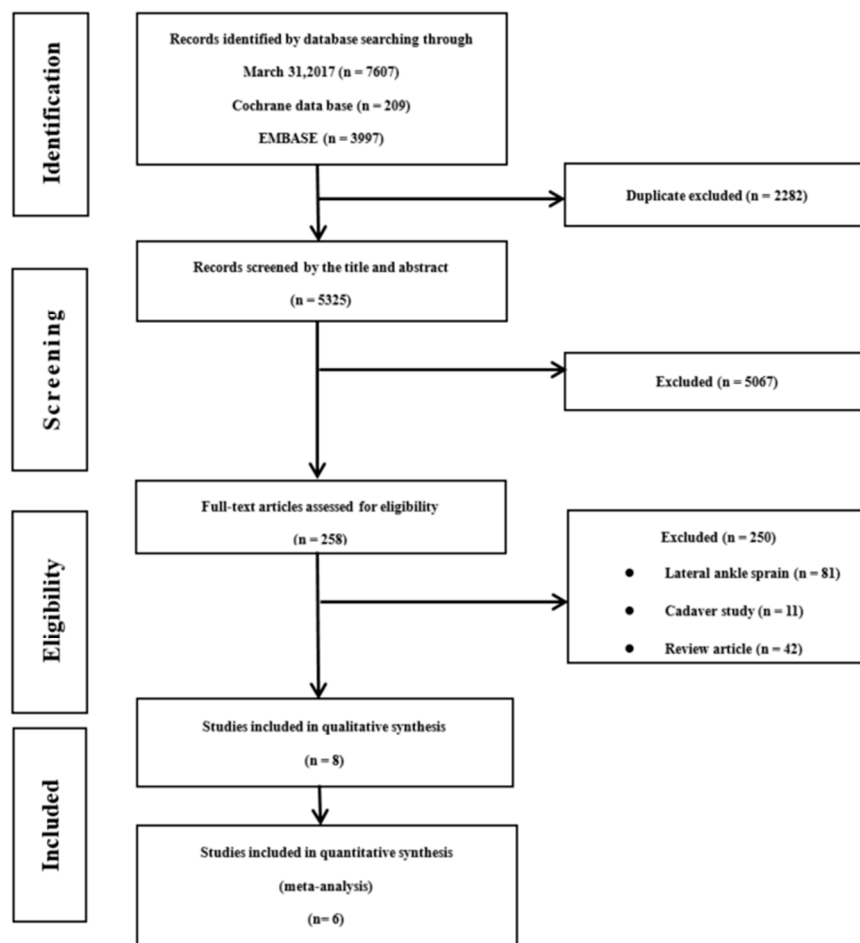 Identification
Records identified by database searching through
March 31,2017 (n = 7607)
Cochrane data base (n = 209)
EMBASE (n = 3997)
Duplicate excluded (n = 2282)
Screening
Records screened by the title and abstract
(n = 5325)
Excluded (n = 5067)
Eligibility
Full-text articles assessed for eligibility
(n = 258)
Excluded (n = 250)
● Lateral ankle sprain (n = 81)
● Cadaver study (n = 11)
● Review article (n = 42)
Included
Studies included in qualitative synthesis
(n = 8)
Studies included in quantitative synthesis
(meta-analysis)
(n= 6)